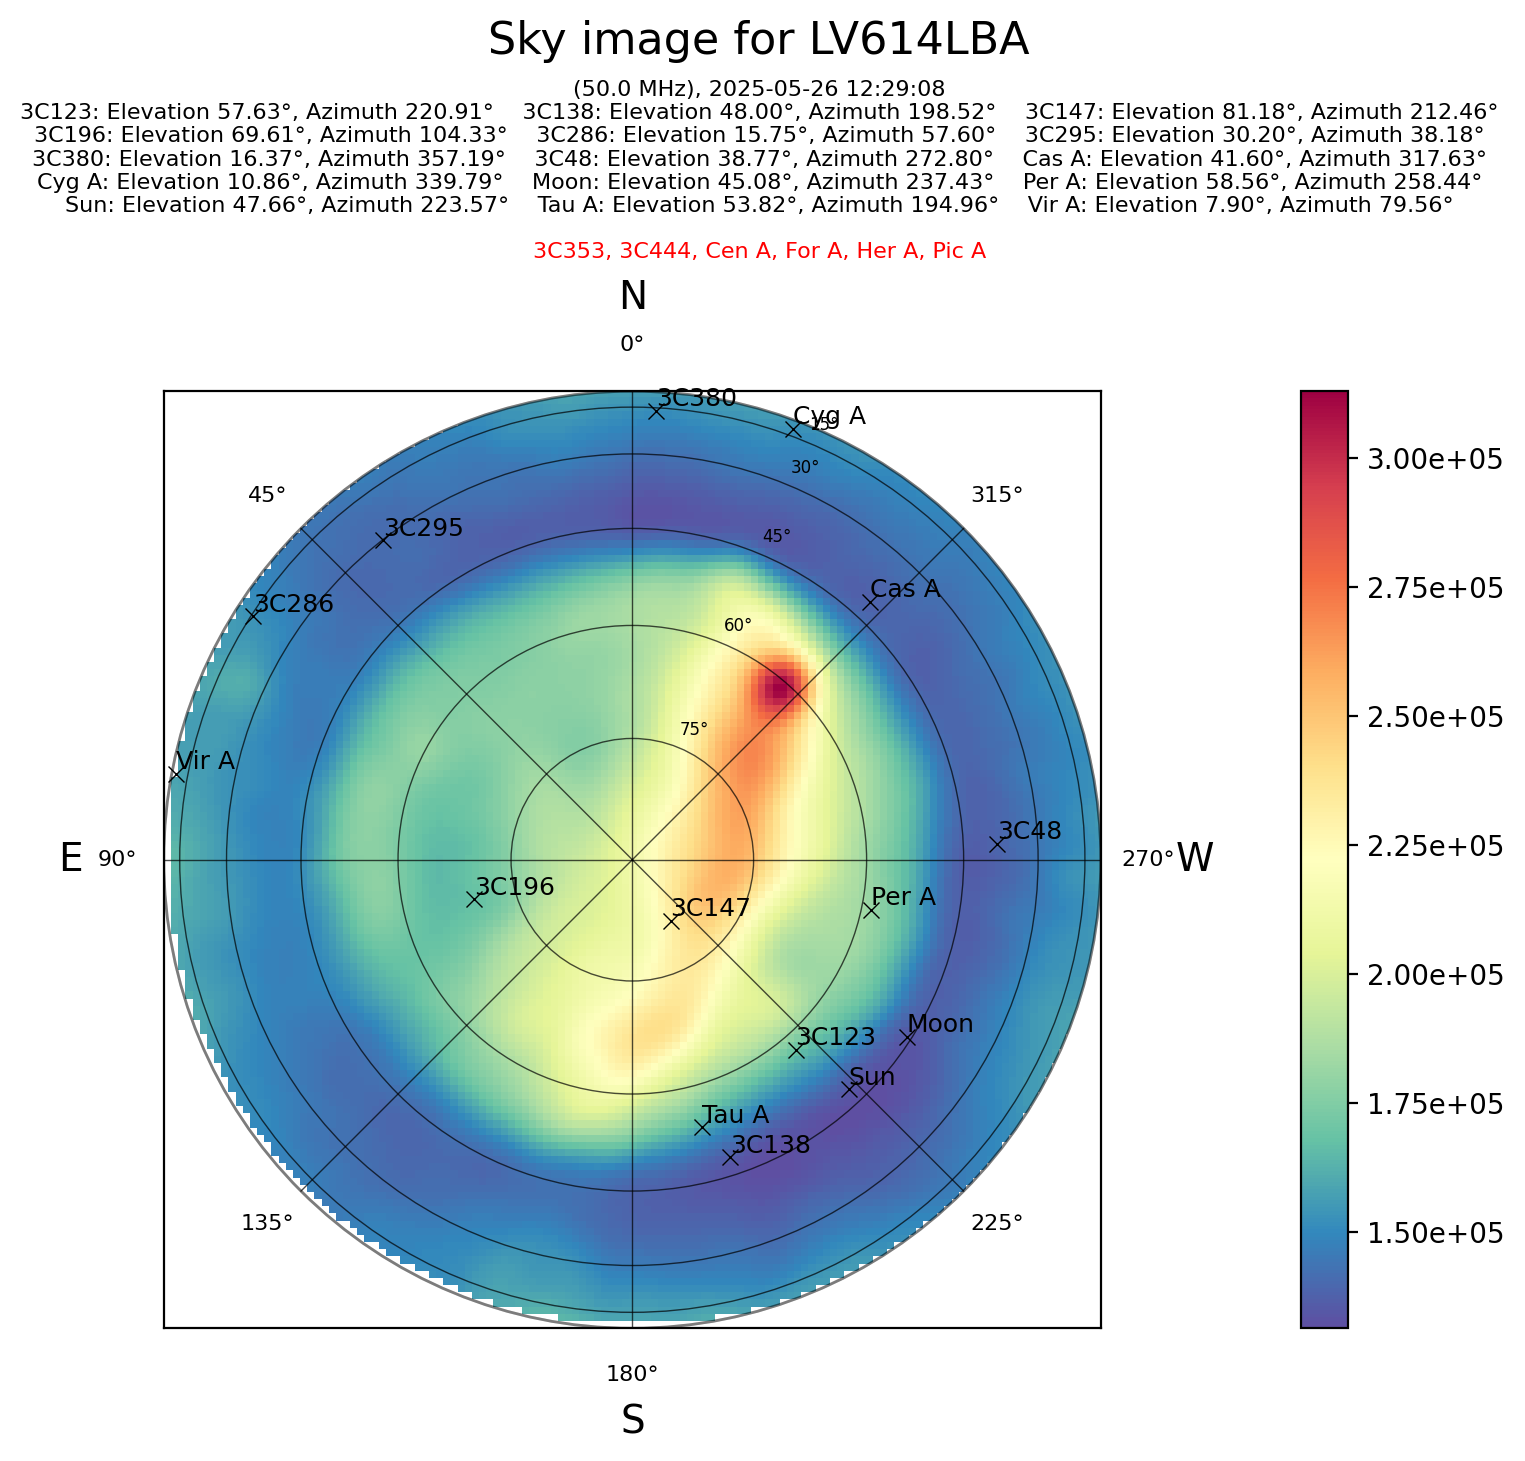 Sky image for LV614LBA
(50.0 MHz), 2025-05-26 12:29:08
3C123: Elevation 57.63°, Azimuth 220.91° 3C138: Elevation 48.00°, Azimuth 198.52° 3C147: Elevation 81.18°, Azimuth 212.46°
3C196: Elevation 69.61°, Azimuth 104.33° 3C286: Elevation 15.75°, Azimuth 57.60° 3C295: Elevation 30.20°, Azimuth 38.18°
3C380: Elevation 16.37°, Azimuth 357.19° 3C48: Elevation 38.77°, Azimuth 272.80° Cas A: Elevation 41.60°, Azimuth 317.63°
Cyg A: Elevation 10.86°, Azimuth 339.79° Moon: Elevation 45.08°, Azimuth 237.43° Per A: Elevation 58.56°, Azimuth 258.44°
Sun: Elevation 47.66°, Azimuth 223.57° Tau A: Elevation 53.82°, Azimuth 194.96° Vir A: Elevation 7.90°, Azimuth 79.56°
3C353, 3C444, Cen A, For A, Her A, Pic A
N
0°
3C380
Cyg A
15°
30°
3.00e+05
45°
315°
3C295
45°
2.75e+05
Cas A
3C286
60°
2.50e+05
75°
Vir A
3C48
2.25e+05
E 90°
270° W
3C196
Per A
3C147
2.00e+05
Moon
3C123
Sun
1.75e+05
Tau A
3C138
135°
225°
1.50e+05
180°
S